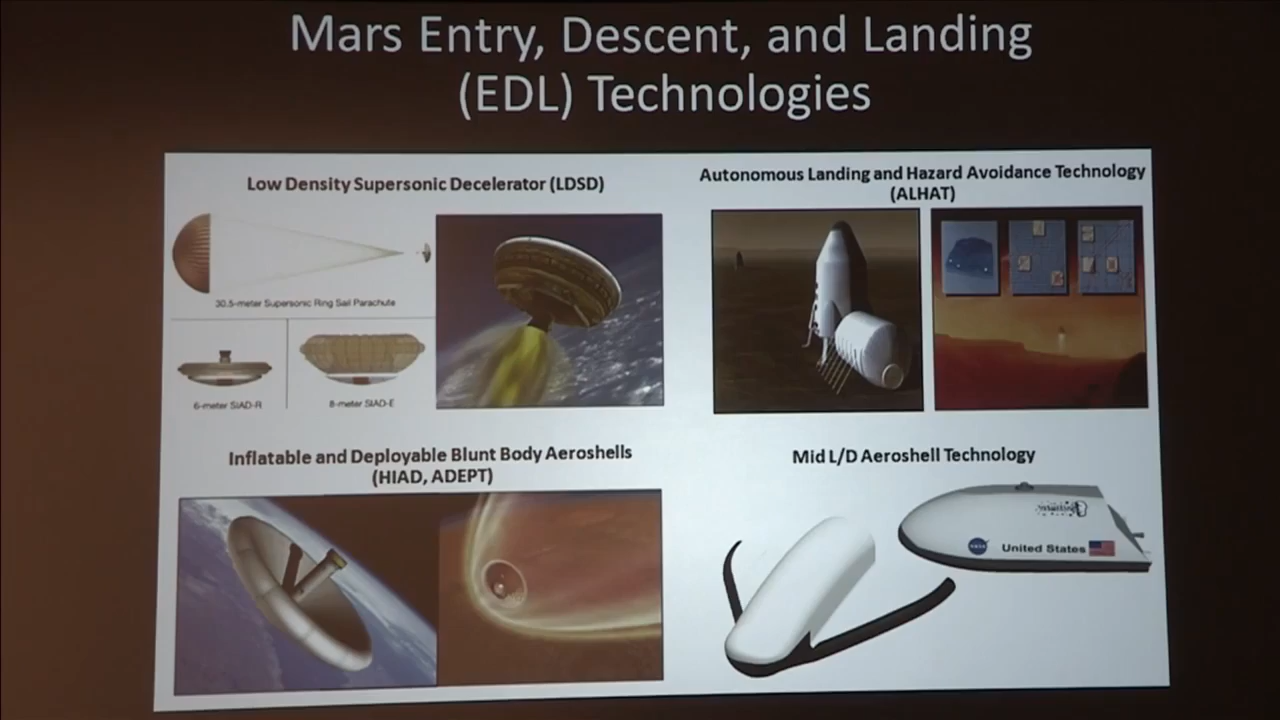 Mars Entry, Descent, and Landing
(EDL) Technologies
Low Density Supersonic Decelerator (LDSD)
30.5-meter Supersonic Ring Sail Parachute
6-meter SIAD-R
8-meter SIAD-E
Autonomous Landing and Hazard Avoidance Technology
(ALHAT)
Inflatable and Deployable Blunt Body Aeroshells
(HIAD, ADEPT)
Mid L/D Aeroshell Technology
NASA
United States